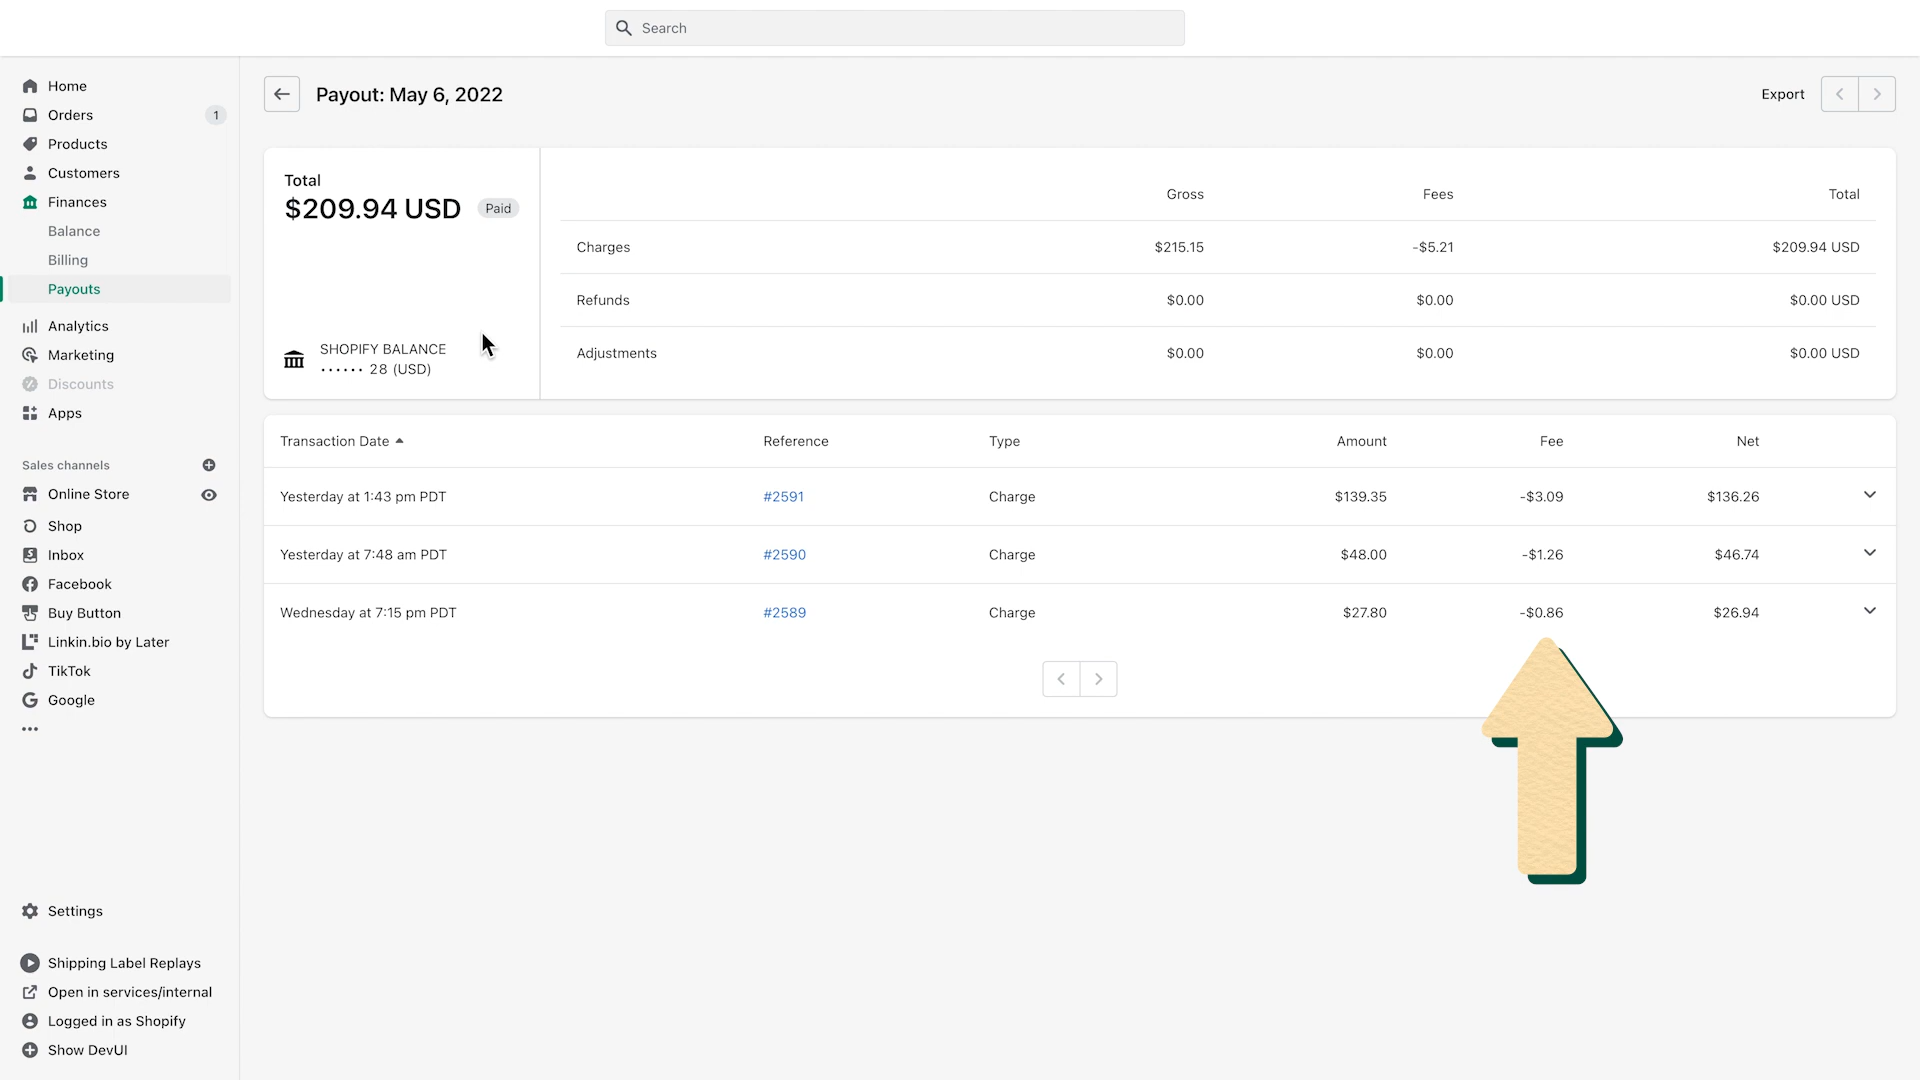 Search
Home
Orders 1
Products
Customers
Finances
Balance
Billing
Payouts
Analytics
Marketing
Discounts
Apps
Sales channels
Online Store
Shop
Inbox
Facebook
Buy Button
Linkin.bio by Later
TikTok
Google
Settings
Shipping Label Replays
Open in services/internal
Logged in as Shopify
Show DevUI
Payout: May 6, 2022
Export
Total
$209.94 USD Paid
SHOPIFY BALANCE
•••••• 28 (USD)
Gross Fees Total
Charges $215.15 -$5.21 $209.94 USD
Refunds $0.00 $0.00 $0.00 USD
Adjustments $0.00 $0.00 $0.00 USD
Transaction Date Reference Type Amount Fee Net
Yesterday at 1:43 pm PDT #2591 Charge $139.35 -$3.09 $136.26
Yesterday at 7:48 am PDT #2590 Charge $48.00 -$1.26 $46.74
Wednesday at 7:15 pm PDT #2589 Charge $27.80 -$0.86 $26.94